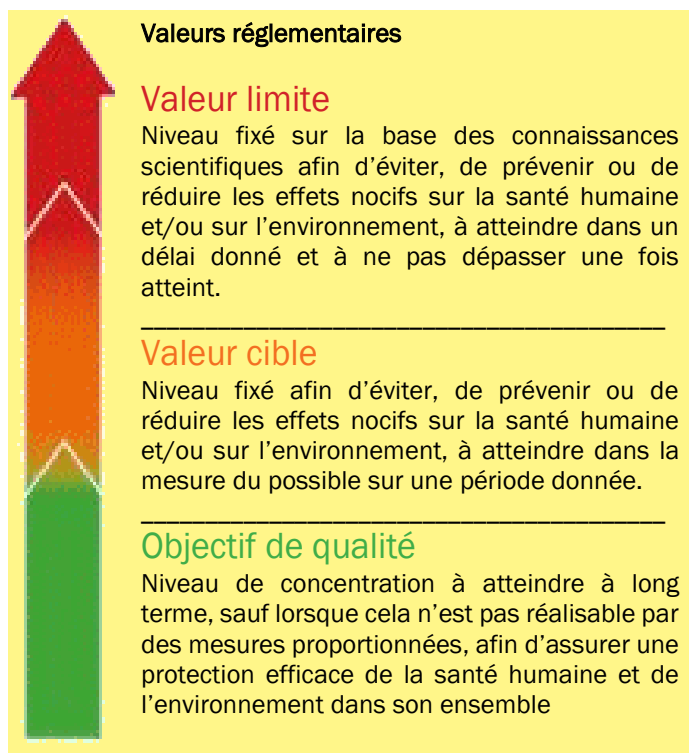 Valeurs réglementaires
Valeur limite
Niveau fixé sur la base des connaissances
scientifiques afin d’éviter, de prévenir ou de
réduire les effets nocifs sur la santé humaine
et/ou sur l’environnement, à atteindre dans un
délai donné et à ne pas dépasser une fois
atteint.
Valeur cible
Niveau fixé afin d’éviter, de prévenir ou de
réduire les effets nocifs sur la santé humaine
et/ou sur l’environnement, à atteindre dans la
mesure du possible sur une période donnée.
Objectif de qualité
Niveau de concentration à atteindre à long
terme, sauf lorsque cela n’est pas réalisable par
des mesures proportionnées, afin d’assurer une
protection efficace de la santé humaine et de
l’environnement dans son ensemble